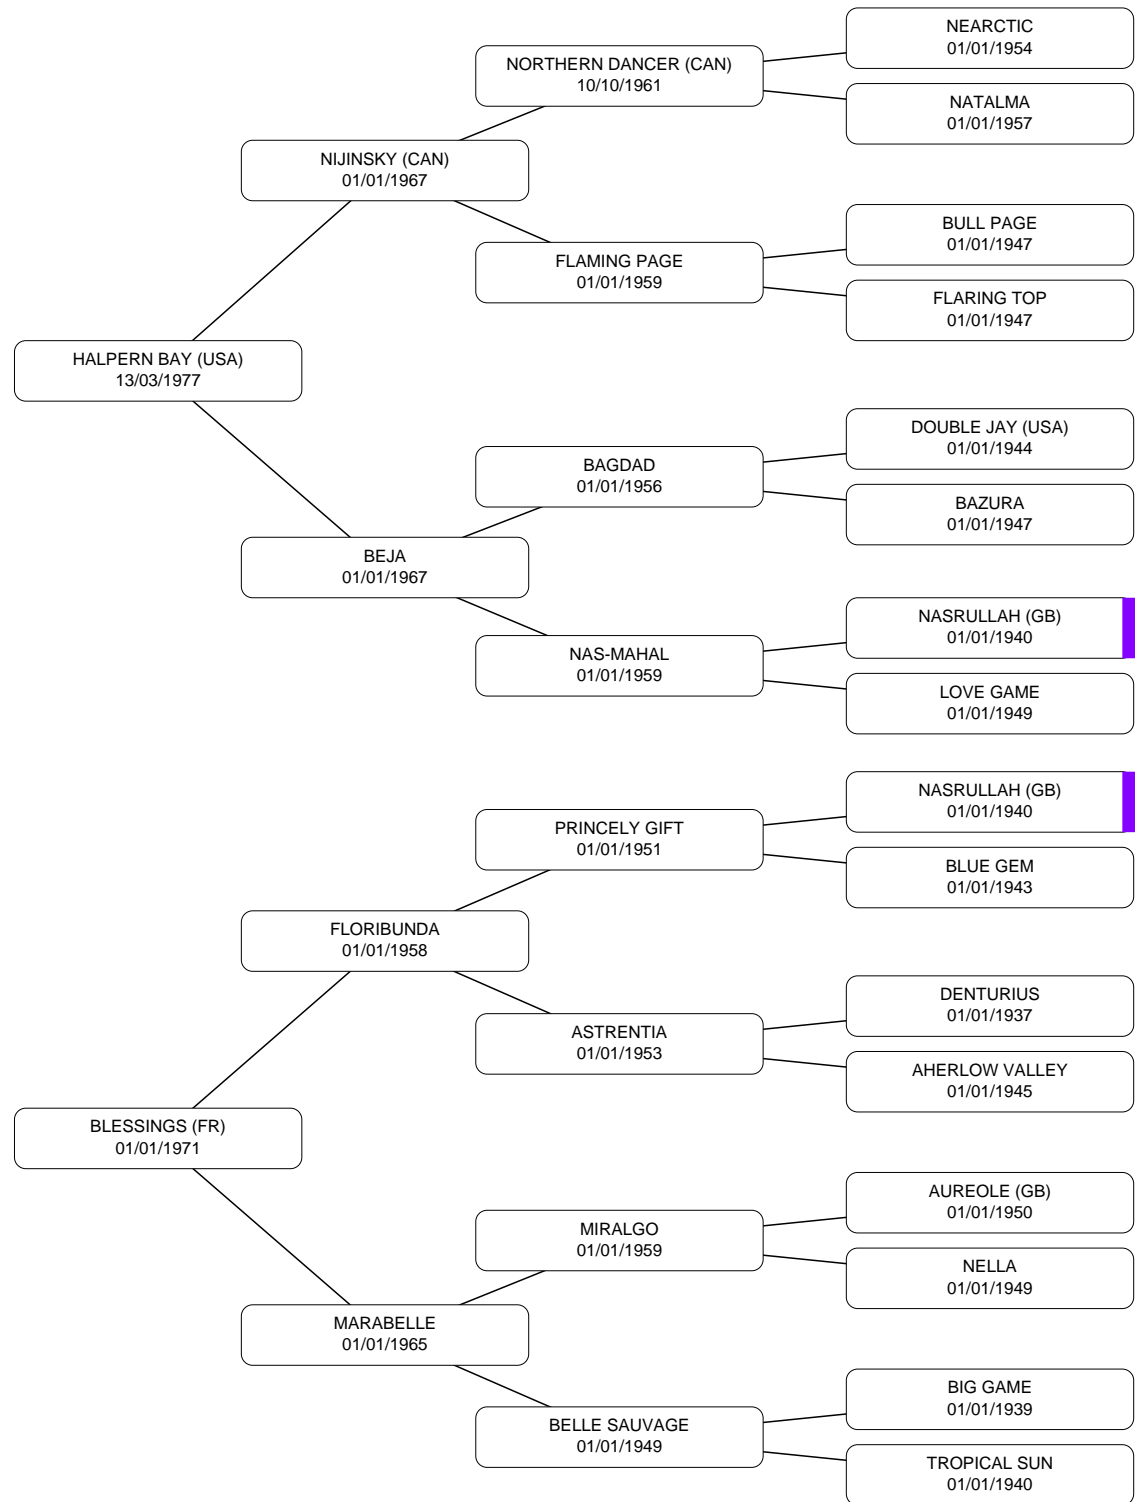 NEARCTIC
01/01/1954
NORTHERN DANCER (CAN)
10/10/1961
NATALMA
01/01/1957
NIJINSKY (CAN)
01/01/1967
BULL PAGE
01/01/1947
FLAMING PAGE
01/01/1959
FLARING TOP
01/01/1947
HALPERN BAY (USA)
13/03/1977
DOUBLE JAY (USA)
01/01/1944
BAGDAD
01/01/1956
BAZURA
01/01/1947
BEJA
01/01/1967
NASRULLAH (GB)
01/01/1940
NAS-MAHAL
01/01/1959
LOVE GAME
01/01/1949
NASRULLAH (GB)
01/01/1940
PRINCELY GIFT
01/01/1951
BLUE GEM
01/01/1943
FLORIBUNDA
01/01/1958
DENTURIUS
01/01/1937
ASTRENTIA
01/01/1953
AHERLOW VALLEY
01/01/1945
BLESSINGS (FR)
01/01/1971
AUREOLE (GB)
01/01/1950
MIRALGO
01/01/1959
NELLA
01/01/1949
MARABELLE
01/01/1965
BIG GAME
01/01/1939
BELLE SAUVAGE
01/01/1949
TROPICAL SUN
01/01/1940